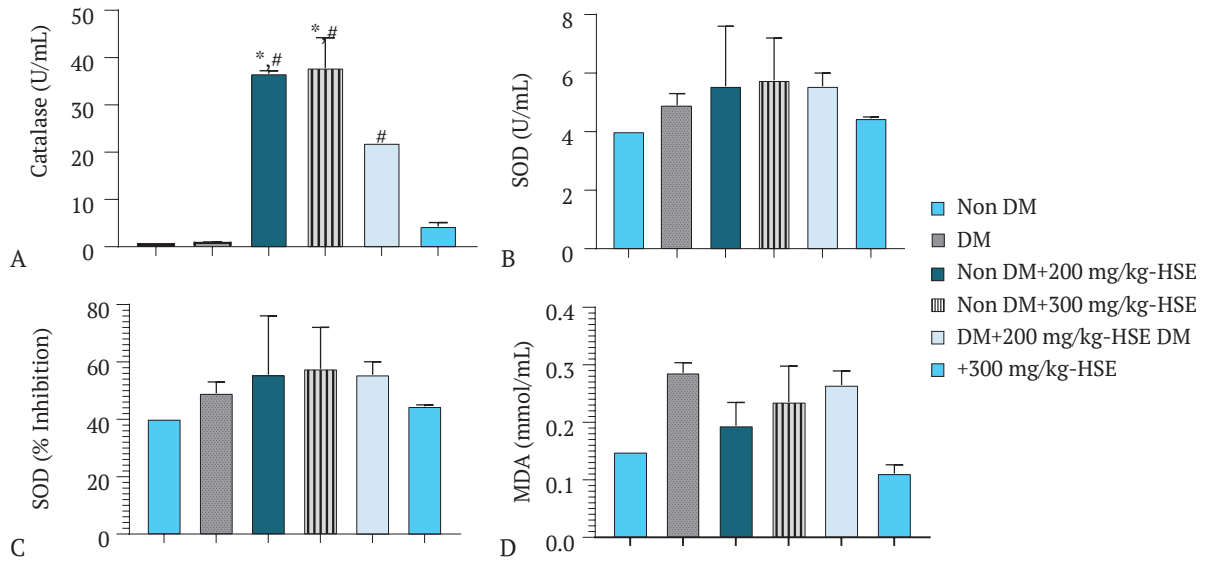 Catalase (U/mL)
50
40
30
20
10
0
*,#
*,#
#
A
SOD (U/mL)
8
6
4
2
0
B
SOD (% Inhibition)
80
60
40
20
0
C
MDA (mmol/mL)
0.4
0.3
0.2
0.1
0.0
D
Non DM
DM
Non DM+200 mg/kg-HSE
Non DM+300 mg/kg-HSE
DM+200 mg/kg-HSE DM
+300 mg/kg-HSE